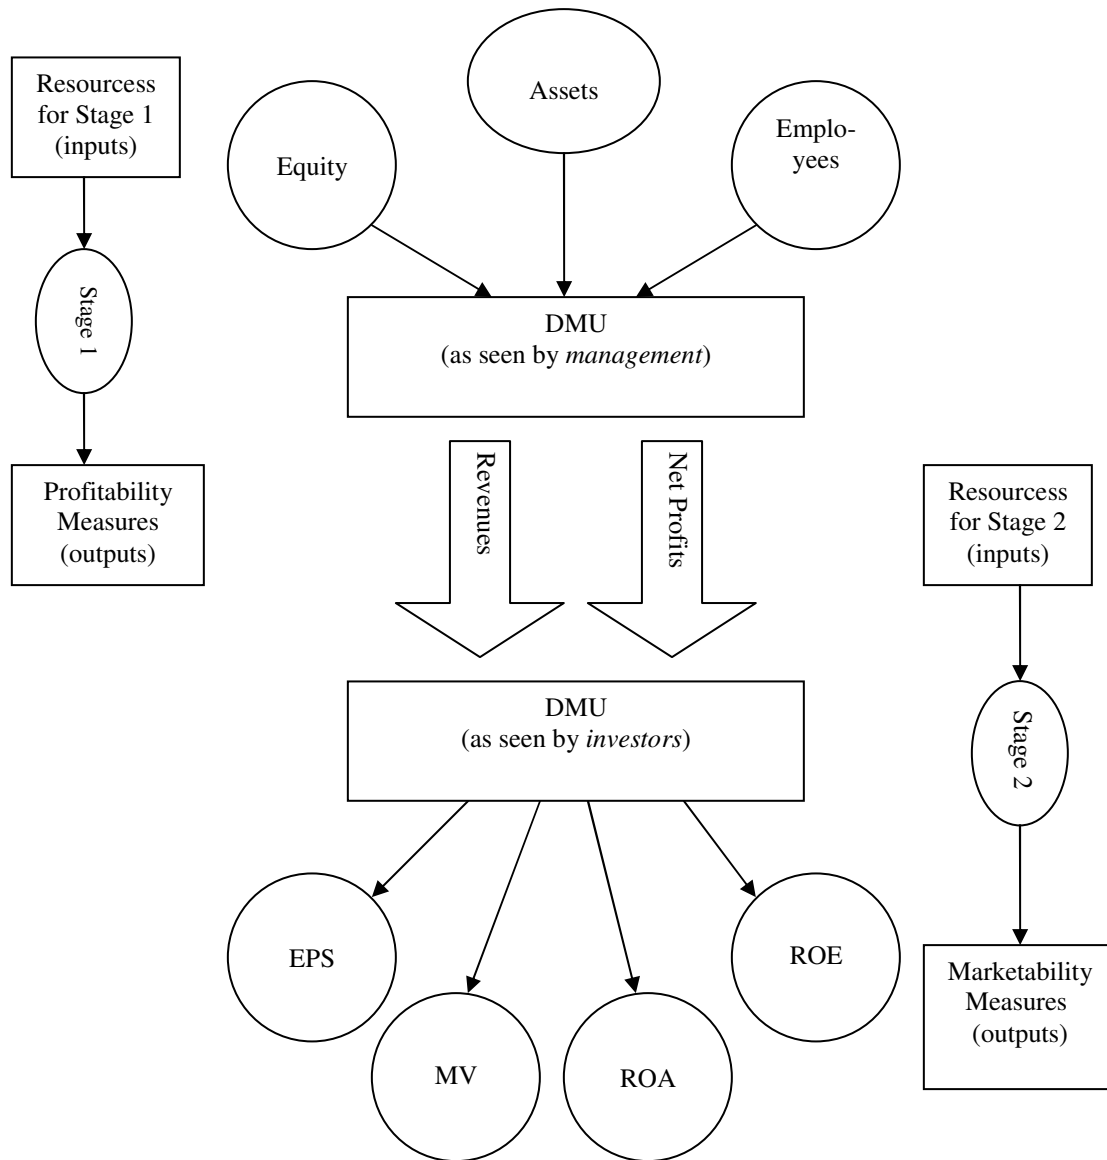 Resourcess
for Stage 1
(inputs)
Equity
Assets
Emplo-
yees
Stage 1
DMU
(as seen by management)
Profitability
Measures
(outputs)
Revenues
Net Profits
Resourcess
for Stage 2
(inputs)
DMU
(as seen by investors)
Stage 2
EPS
MV
ROA
ROE
Marketability
Measures
(outputs)